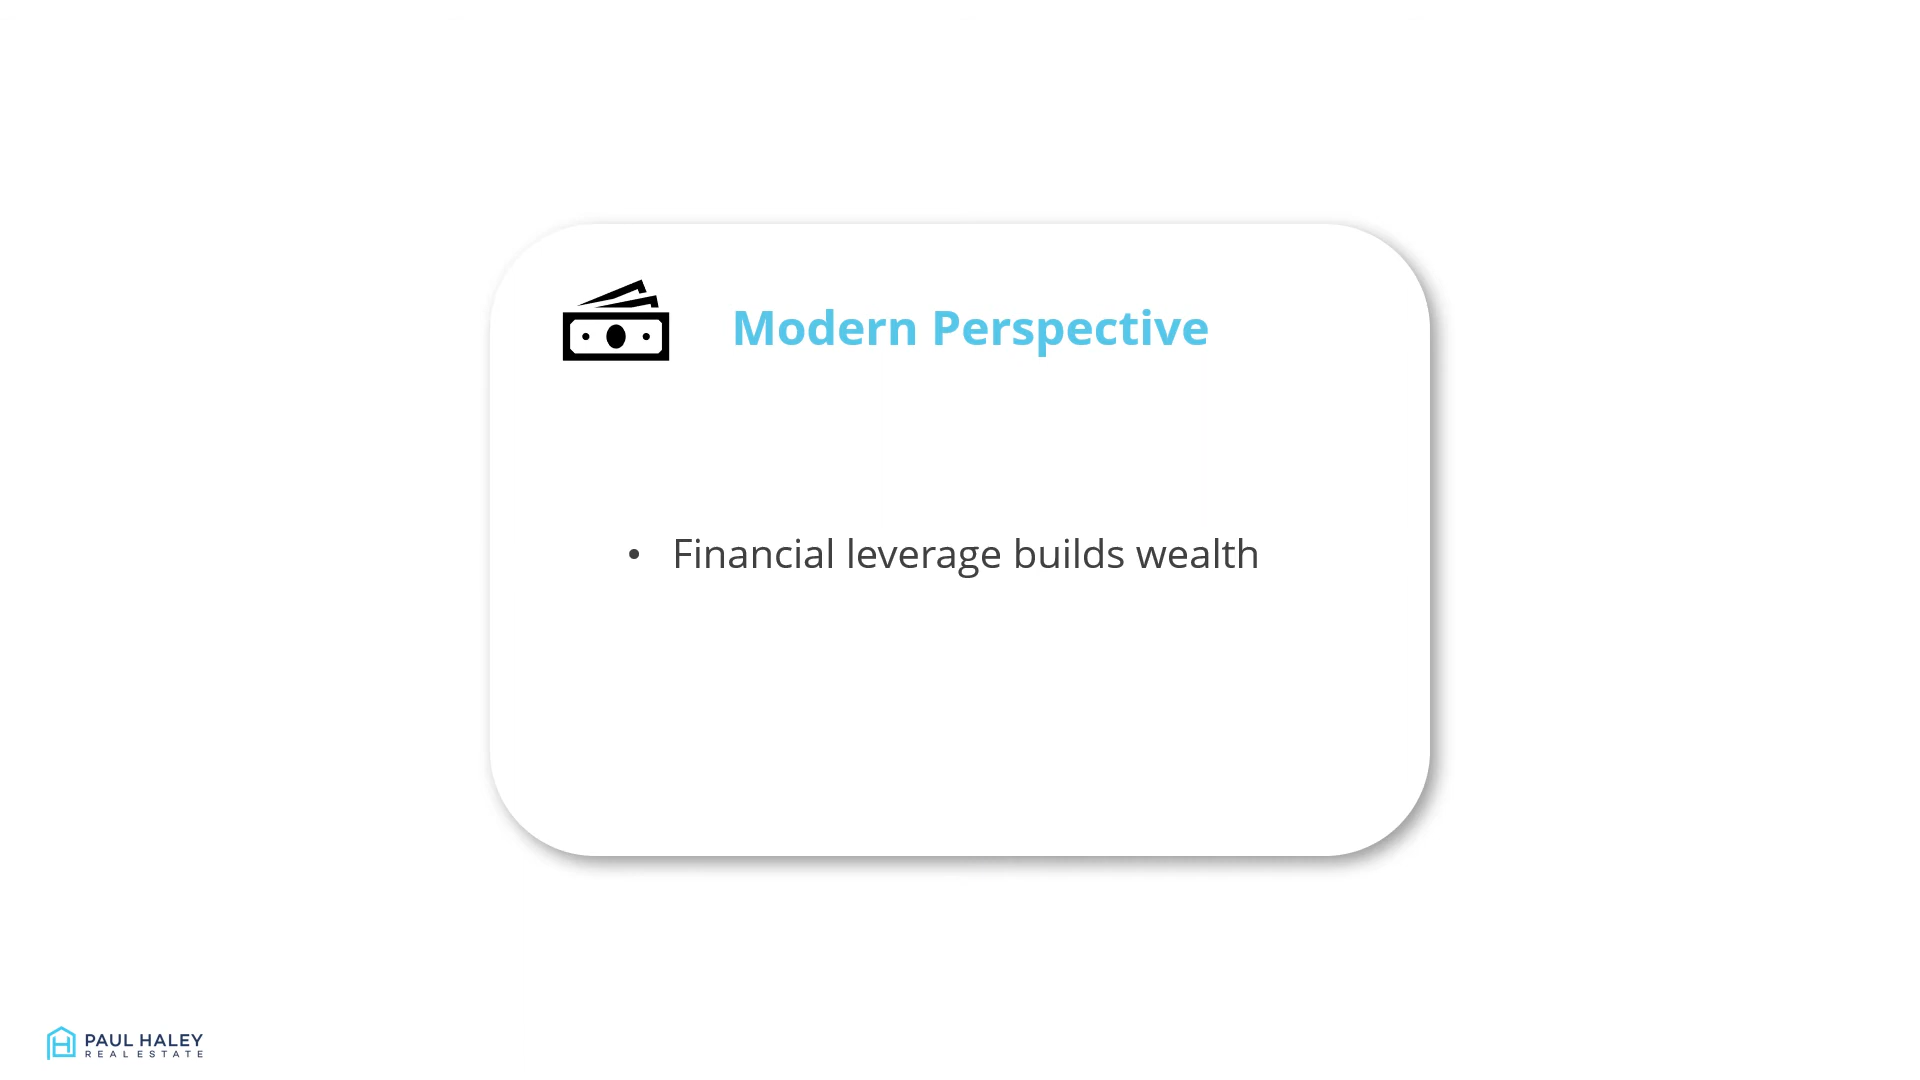 Modern Perspective
• Financial leverage builds wealth
PAUL HALEY
REAL ESTATE